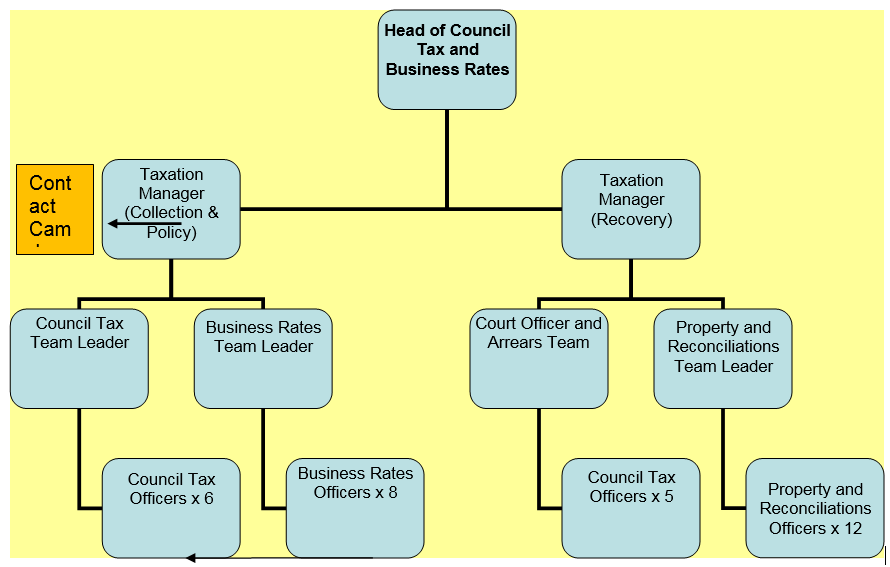 Head of Council
Tax and
Business Rates
Cont
act
Cam
Taxation
Manager
(Collection &
Policy)
Taxation
Manager
(Recovery)
Council Tax
Team Leader
Business Rates
Team Leader
Court Officer and
Arrears Team
Property and
Reconciliations
Team Leader
Council Tax
Officers x 6
Business Rates
Officers x 8
Council Tax
Officers x 5
Property and
Reconciliations
Officers x 12